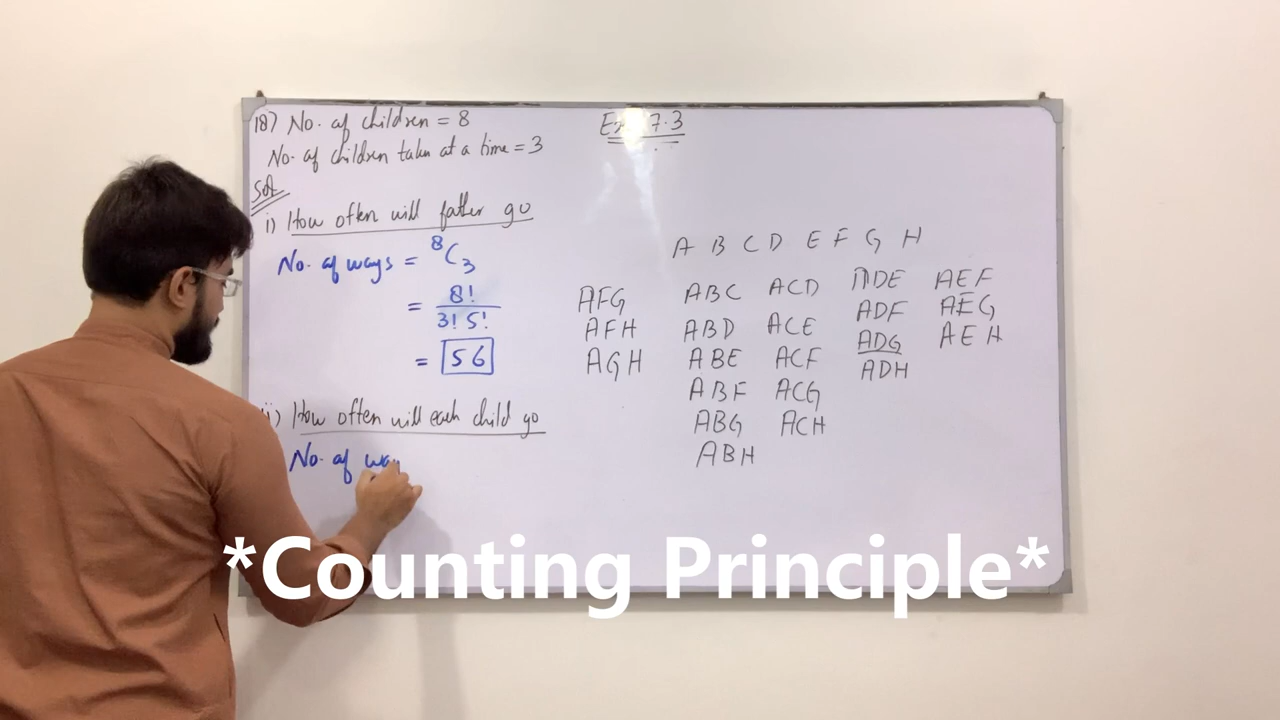 18) No. of children = 8
No. of children taken at a time = 3
Sol
i) How often will father go
No. of ways = ⁸C₃
= 8! / 3! 5!
= 56
ii) How often will each child go
No. of way
Ex 7.3
A B C D E F G H
AFG ABC ACD ADE AEF
AFH ABD ACE ADF AEG
AGH ABE ACF ADG AEH
ABF ACG ADH
ABG ACH
ABH
*Counting Principle*